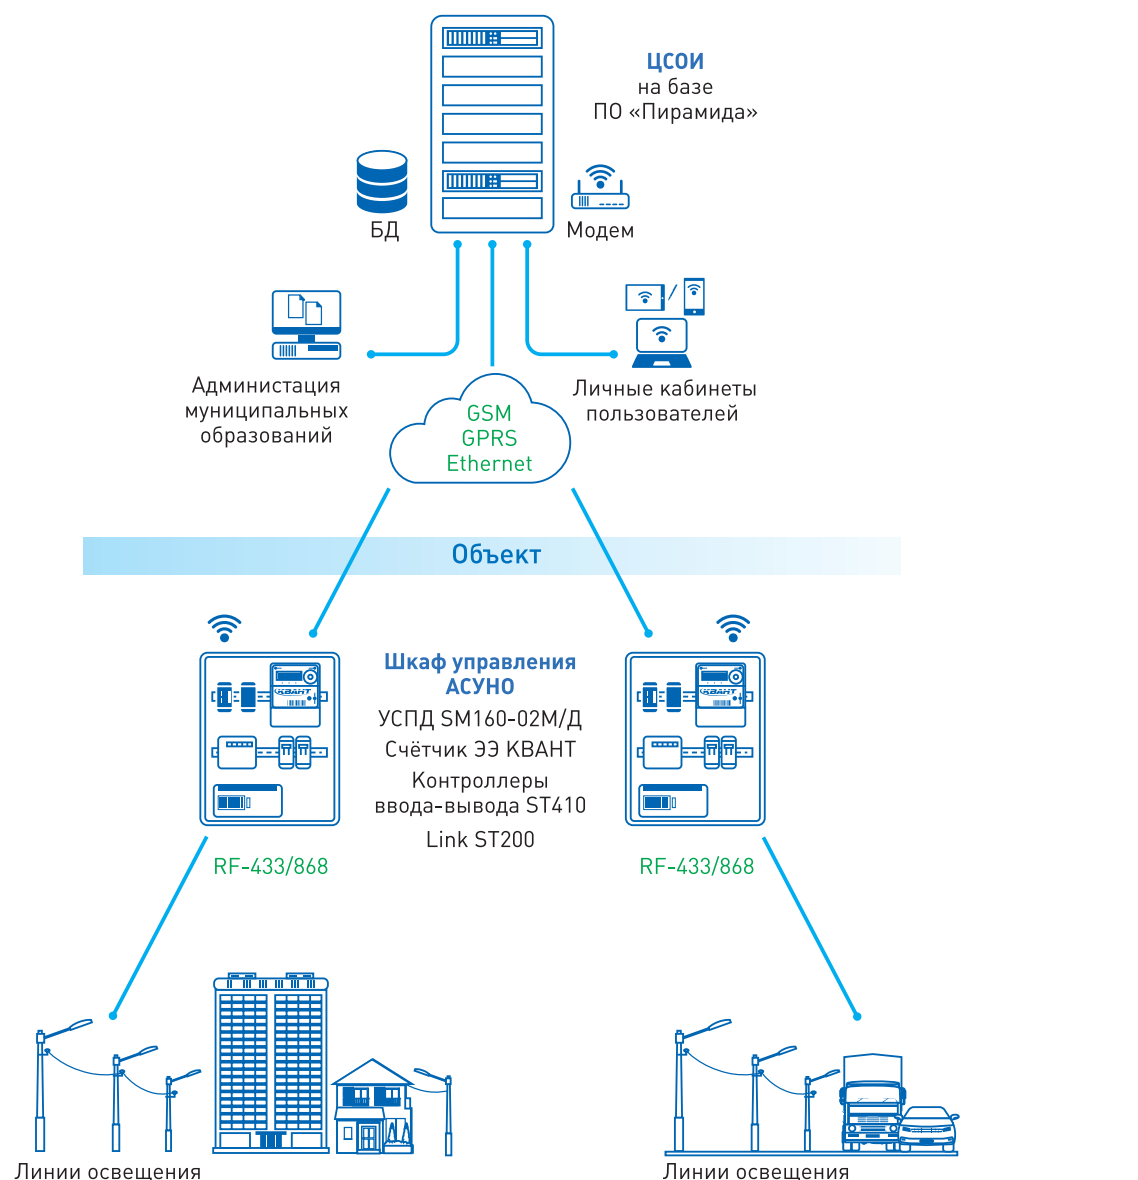 ЦСОИ
на базе
ПО «Пирамида»
БД
Модем
Администация
муниципальных
образований
Личные кабинеты
пользователей
GSM
GPRS
Ethernet
Объект
Шкаф управления
АСУНО
УСПД SM160-02М/Д
Счётчик ЭЭ КВАНТ
Контроллеры
ввода-вывода ST410
Link ST200
КВАНТ
КВАНТ
RF-433/868
RF-433/868
Линии освещения
Линии освещения